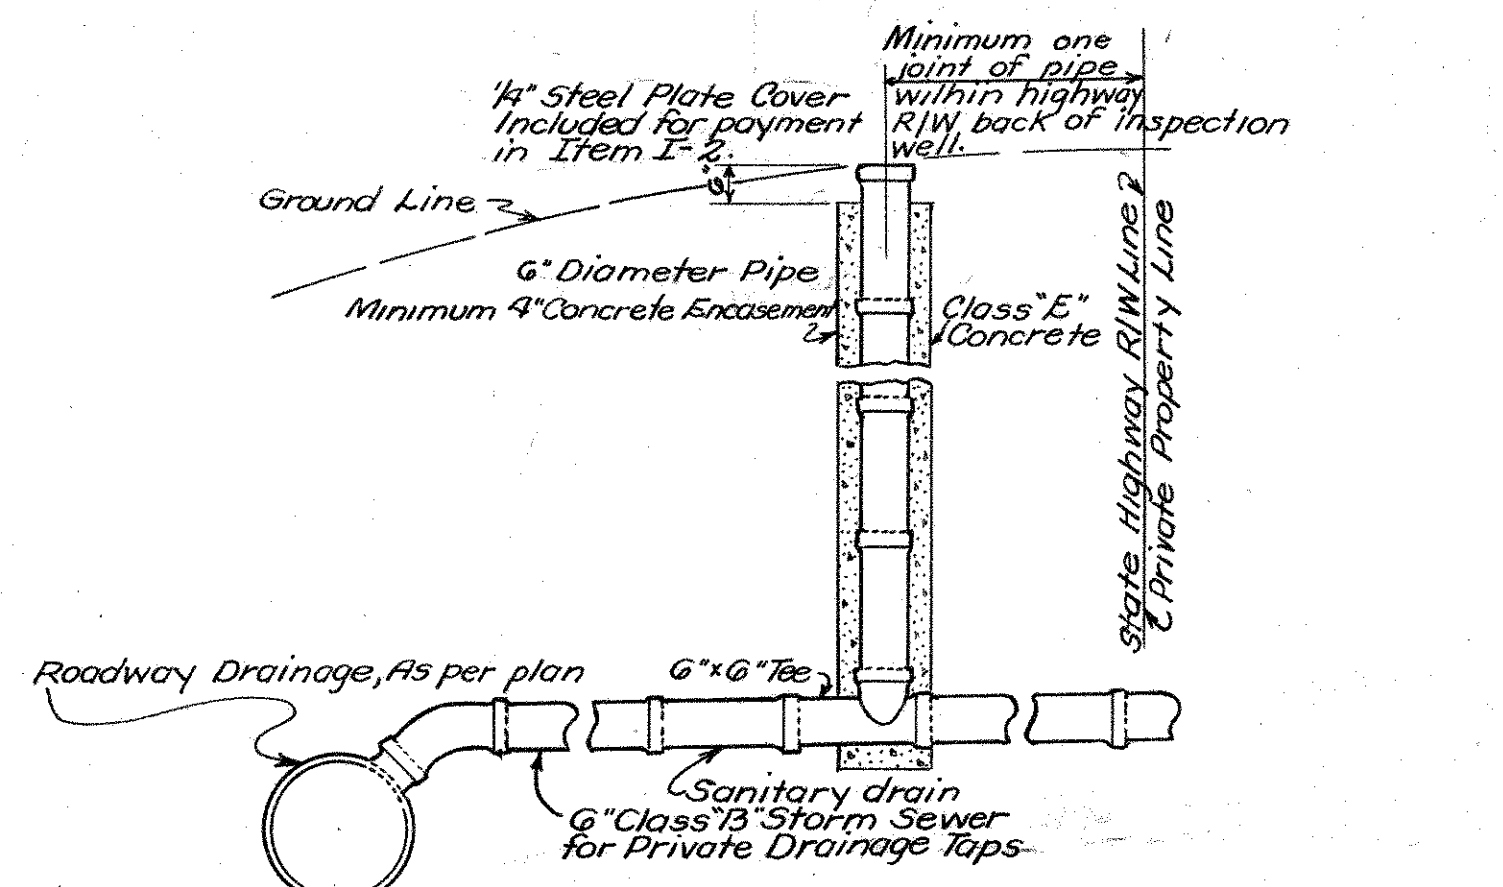 Minimum one
joint of pipe
within highway
R/W back of inspection
well.
1/4" Steel Plate Cover
Included for payment
in Item I-2.
6"
Ground Line
6" Diameter Pipe
Minimum 4" Concrete Encasement
Class "E"
Concrete
State Highway R/W Line
Private Property Line
Roadway Drainage, As per plan
6" x 6" Tee
Sanitary drain
6" Class "B" Storm Sewer
for Private Drainage Taps